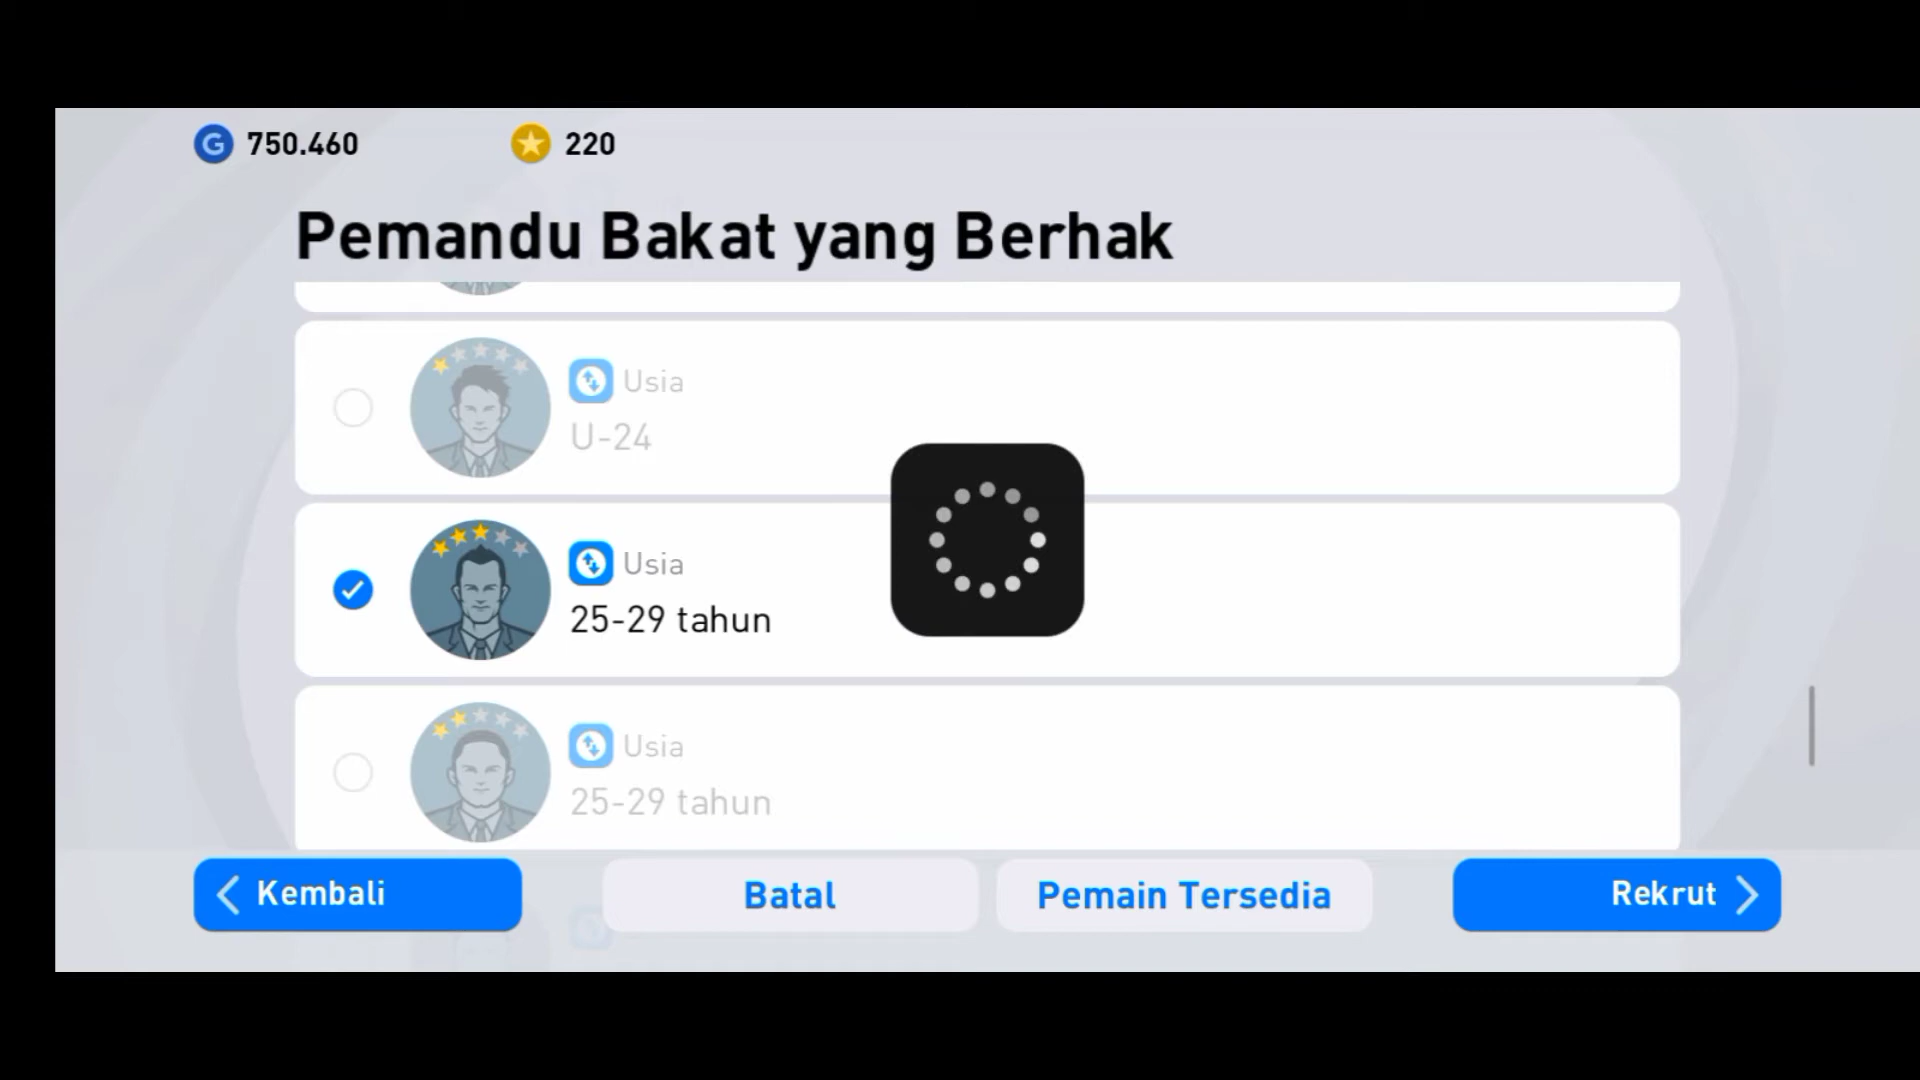 G 750.460 220
Pemandu Bakat yang Berhak
Usia
U-24
Usia
25-29 tahun
Usia
25-29 tahun
Kembali Batal Pemain Tersedia Rekrut